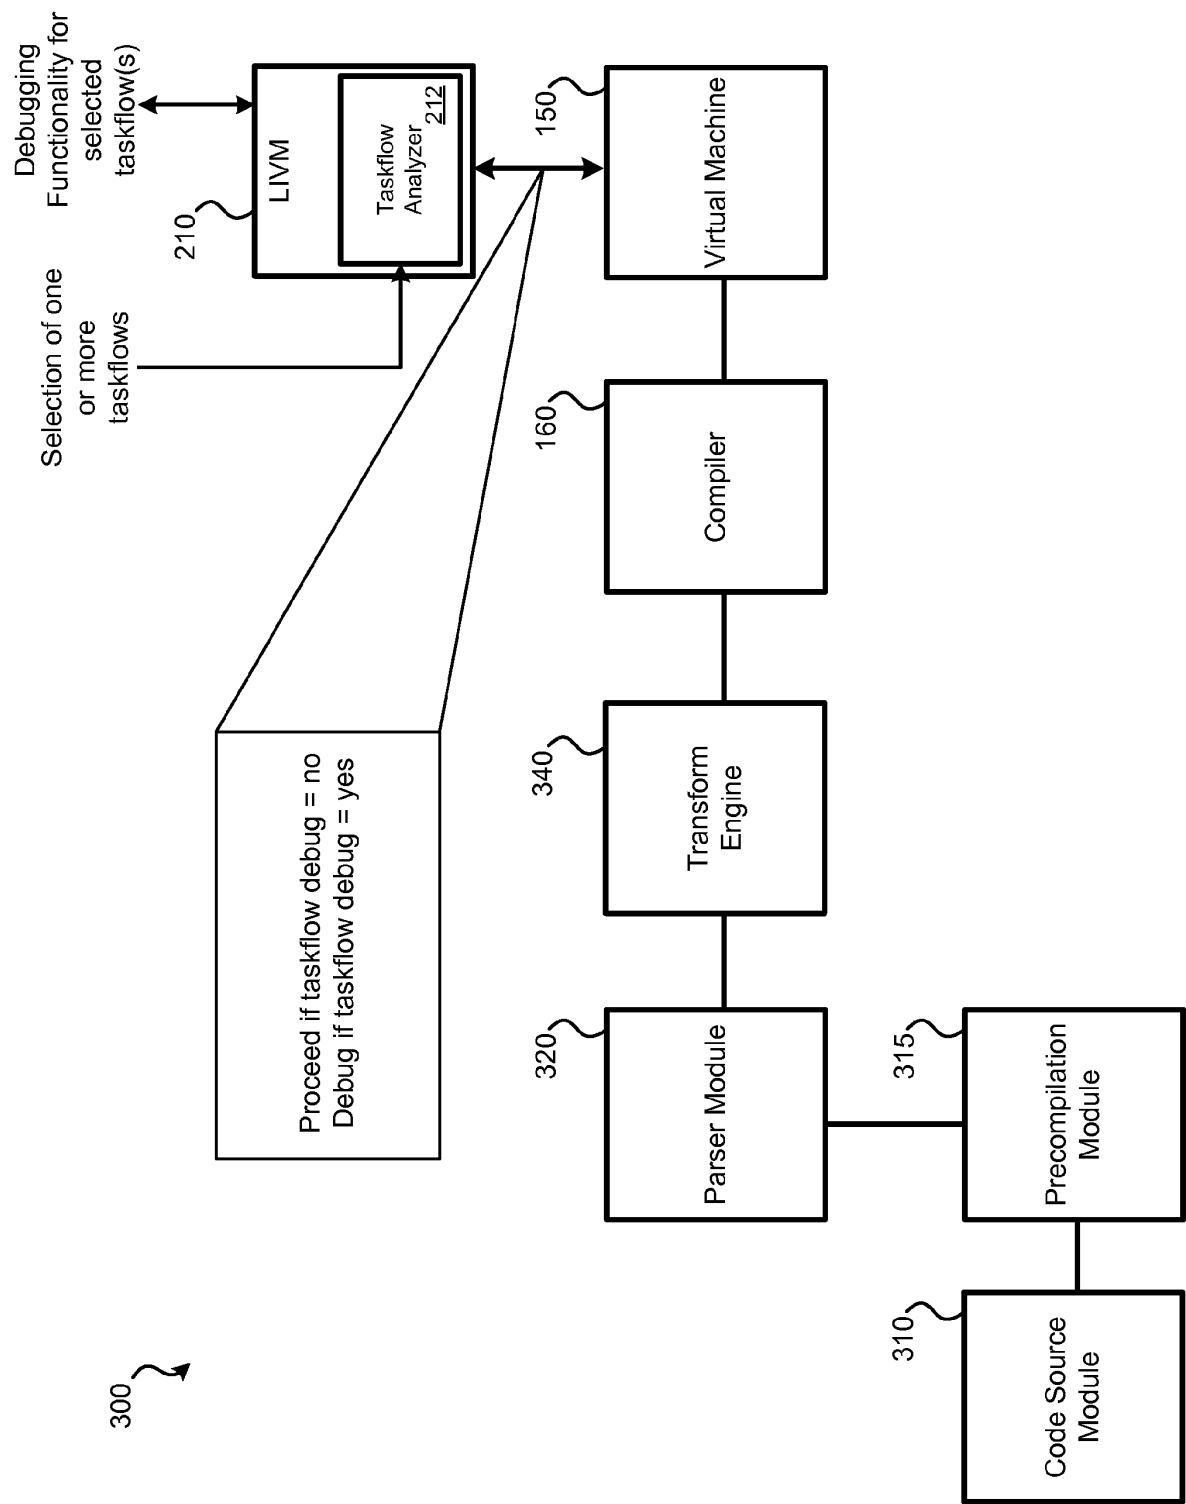 300
Selection of one
or more
taskflows
Debugging
Functionality for
selected
taskflow(s)
210
LIVM
Taskflow
Analyzer
212
Proceed if taskflow debug = no
Debug if taskflow debug = yes
320
Parser Module
340
Transform
Engine
160
Compiler
150
Virtual Machine
310
Code Source
Module
315
Precompilation
Module